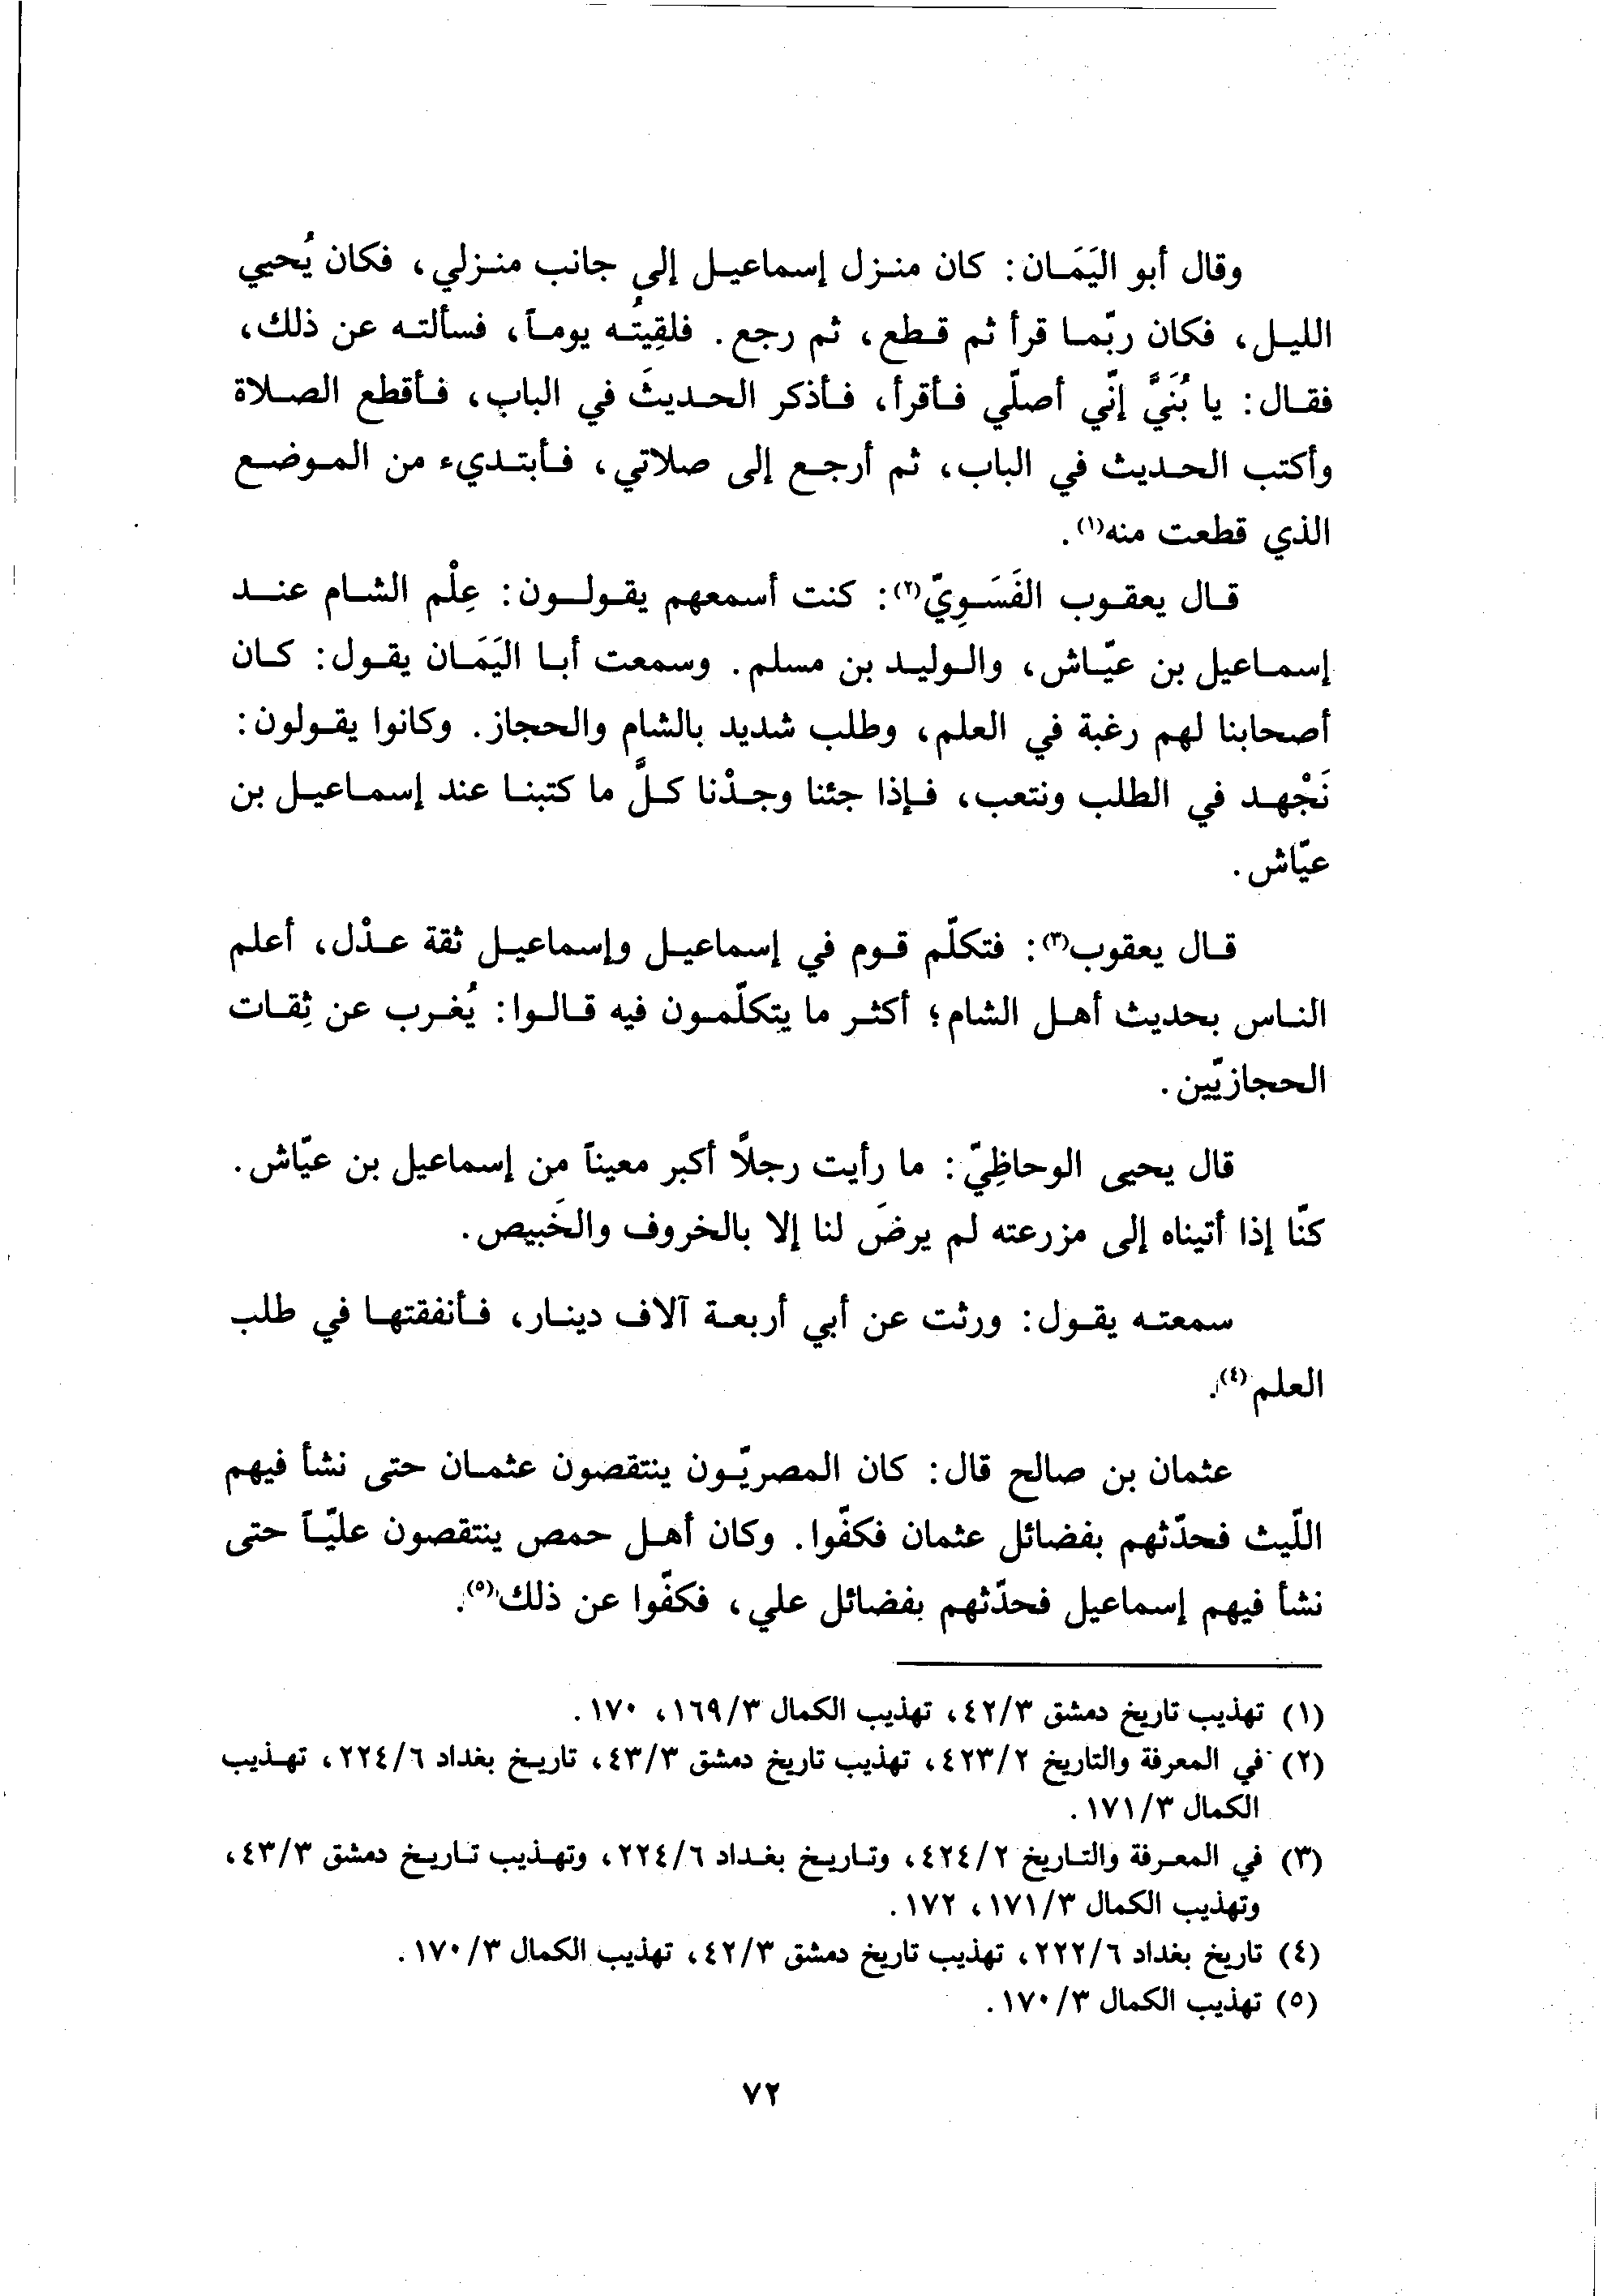 وقال أبو اليَمَان: كان منزل إسماعيل إلى جانب منزلي، فكان يُحيي
الليل، فكان ربّما قرأ ثم قطع، ثم رجع. فلقِيتُه يوماً، فسألته عن ذلك،
فقال: يا بُنَيَّ إنّي أصلّي فأقرأ، فأذكر الحديثَ في الباب، فأقطع الصلاة
وأكتب الحديث في الباب، ثم أرجع إلى صلاتي، فأبتديء من الموضع
الذي قطعت منه(١).
قال يعقوب الفَسَوِيّ(٢): كنت أسمعهم يقولون: عِلْم الشام عند
إسماعيل بن عيّاش، والوليد بن مسلم. وسمعت أبا اليَمَان يقول: كان
أصحابنا لهم رغبة في العلم، وطلب شديد بالشام والحجاز. وكانوا يقولون:
نَجْهد في الطلب ونتعب، فإذا جئنا وجدْنا كلَّ ما كتبنا عند إسماعيل بن
عيّاش.
قال يعقوب(٣): فتكلّم قوم في إسماعيل وإسماعيل ثقة عدْل، أعلم
الناس بحديث أهل الشام؛ أكثر ما يتكلّمون فيه قالوا: يُغرب عن ثِقات
الحجازيّين.
قال يحيى الوحاظِيّ: ما رأيت رجلاً أكبر معيناً من إسماعيل بن عيّاش.
كنّا إذا أتيناه إلى مزرعته لم يرضَ لنا إلا بالخروف والخَبيص.
سمعته يقول: ورثت عن أبي أربعة آلاف دينار، فأنفقتها في طلب
العلم(٤).
عثمان بن صالح قال: كان المصريّون ينتقصون عثمان حتى نشأ فيهم
اللّيث فحدّثهم بفضائل عثمان فكفّوا. وكان أهل حمص ينتقصون عليّاً حتى
نشأ فيهم إسماعيل فحدّثهم بفضائل علي، فكفّوا عن ذلك(٥).
(١) تهذيب تاريخ دمشق ٤٢/٣، تهذيب الكمال ١٦٩/٣، ١٧٠.
(٢) في المعرفة والتاريخ ٤٢٣/٢، تهذيب تاريخ دمشق ٤٣/٣، تاريخ بغداد ٢٢٤/٦، تهذيب
الكمال ١٧١/٣.
(٣) في المعرفة والتاريخ ٤٢٤/٢، وتاريخ بغداد ٢٢٤/٦، وتهذيب تاريخ دمشق ٤٣/٣،
وتهذيب الكمال ١٧١/٣، ١٧٢.
(٤) تاريخ بغداد ٢٢٢/٦، تهذيب تاريخ دمشق ٤٢/٣، تهذيب الكمال ١٧٠/٣.
(٥) تهذيب الكمال ١٧٠/٣.
٧٢